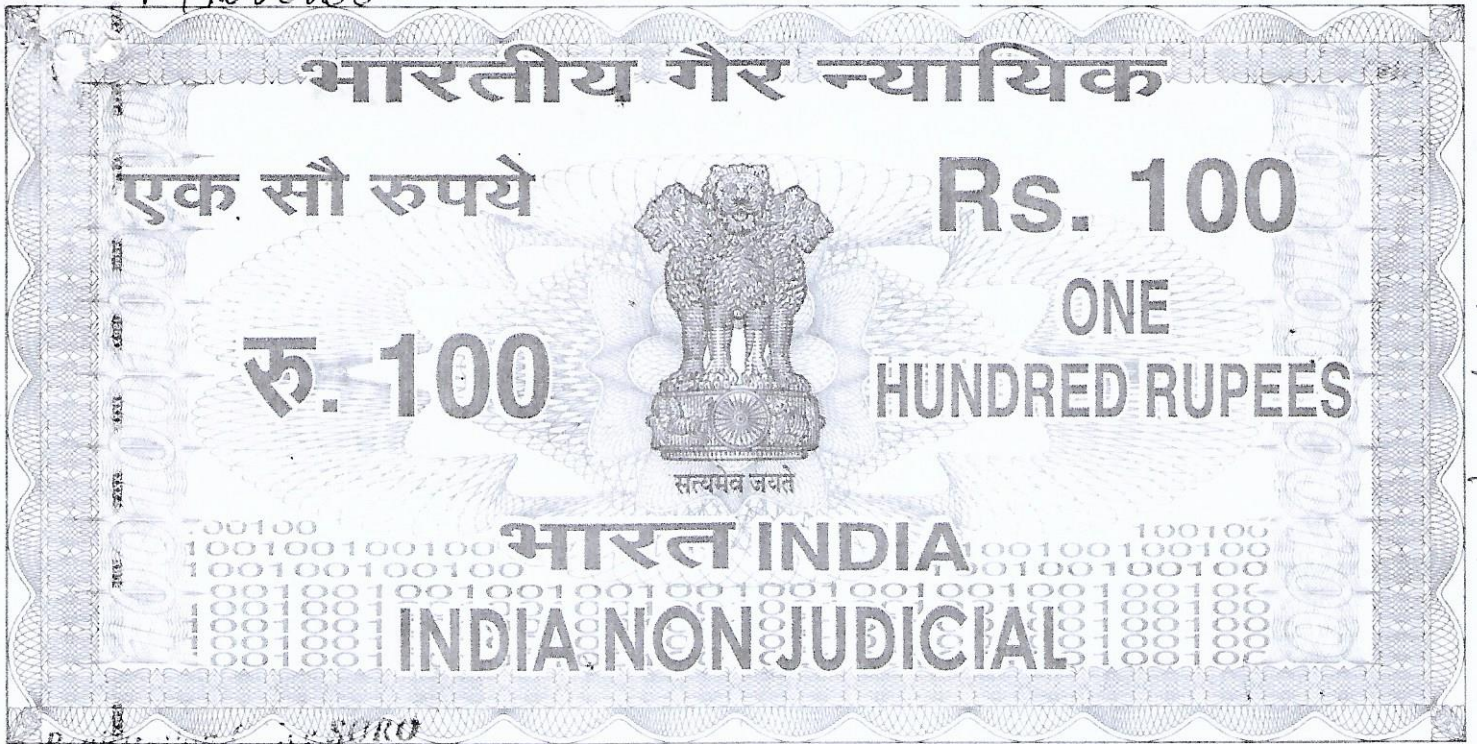 भारतीय गैर न्यायिक
एक सौ रुपये
Rs. 100
रु. 100
ONE
HUNDRED RUPEES
सत्यमेव जयते
भारत INDIA
INDIA NON JUDICIAL